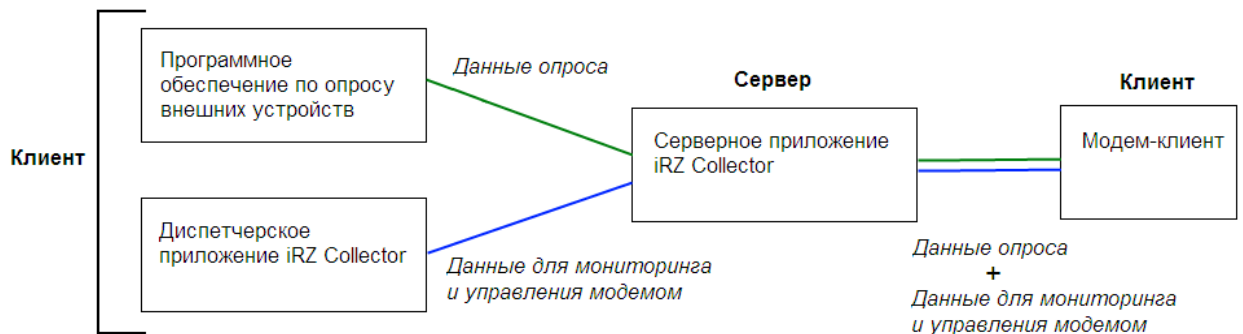 Клиент
Программное
обеспечение по опросу
внешних устройств
Диспетчерское
приложение iRZ Collector
Данные опроса
Данные для мониторинга
и управления модемом
Сервер
Серверное приложение
iRZ Collector
Клиент
Модем-клиент
Данные опроса
+
Данные для мониторинга
и управления модемом